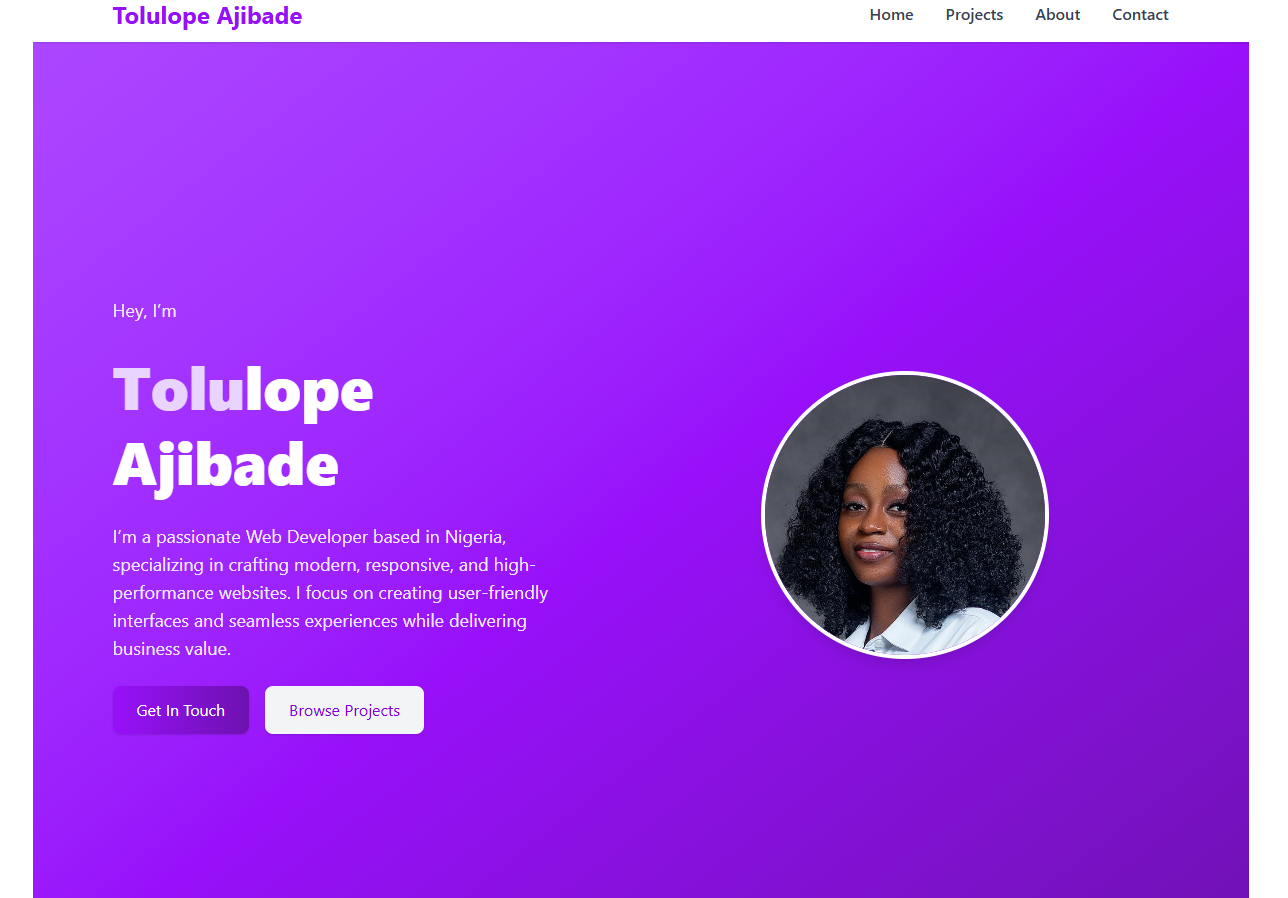 Tolulope Ajibade
Home Projects About Contact
Hey, I’m
Tolulope
Ajibade
I’m a passionate Web Developer based in Nigeria,
specializing in crafting modern, responsive, and high-
performance websites. I focus on creating user-friendly
interfaces and seamless experiences while delivering
business value.
Get In Touch
Browse Projects